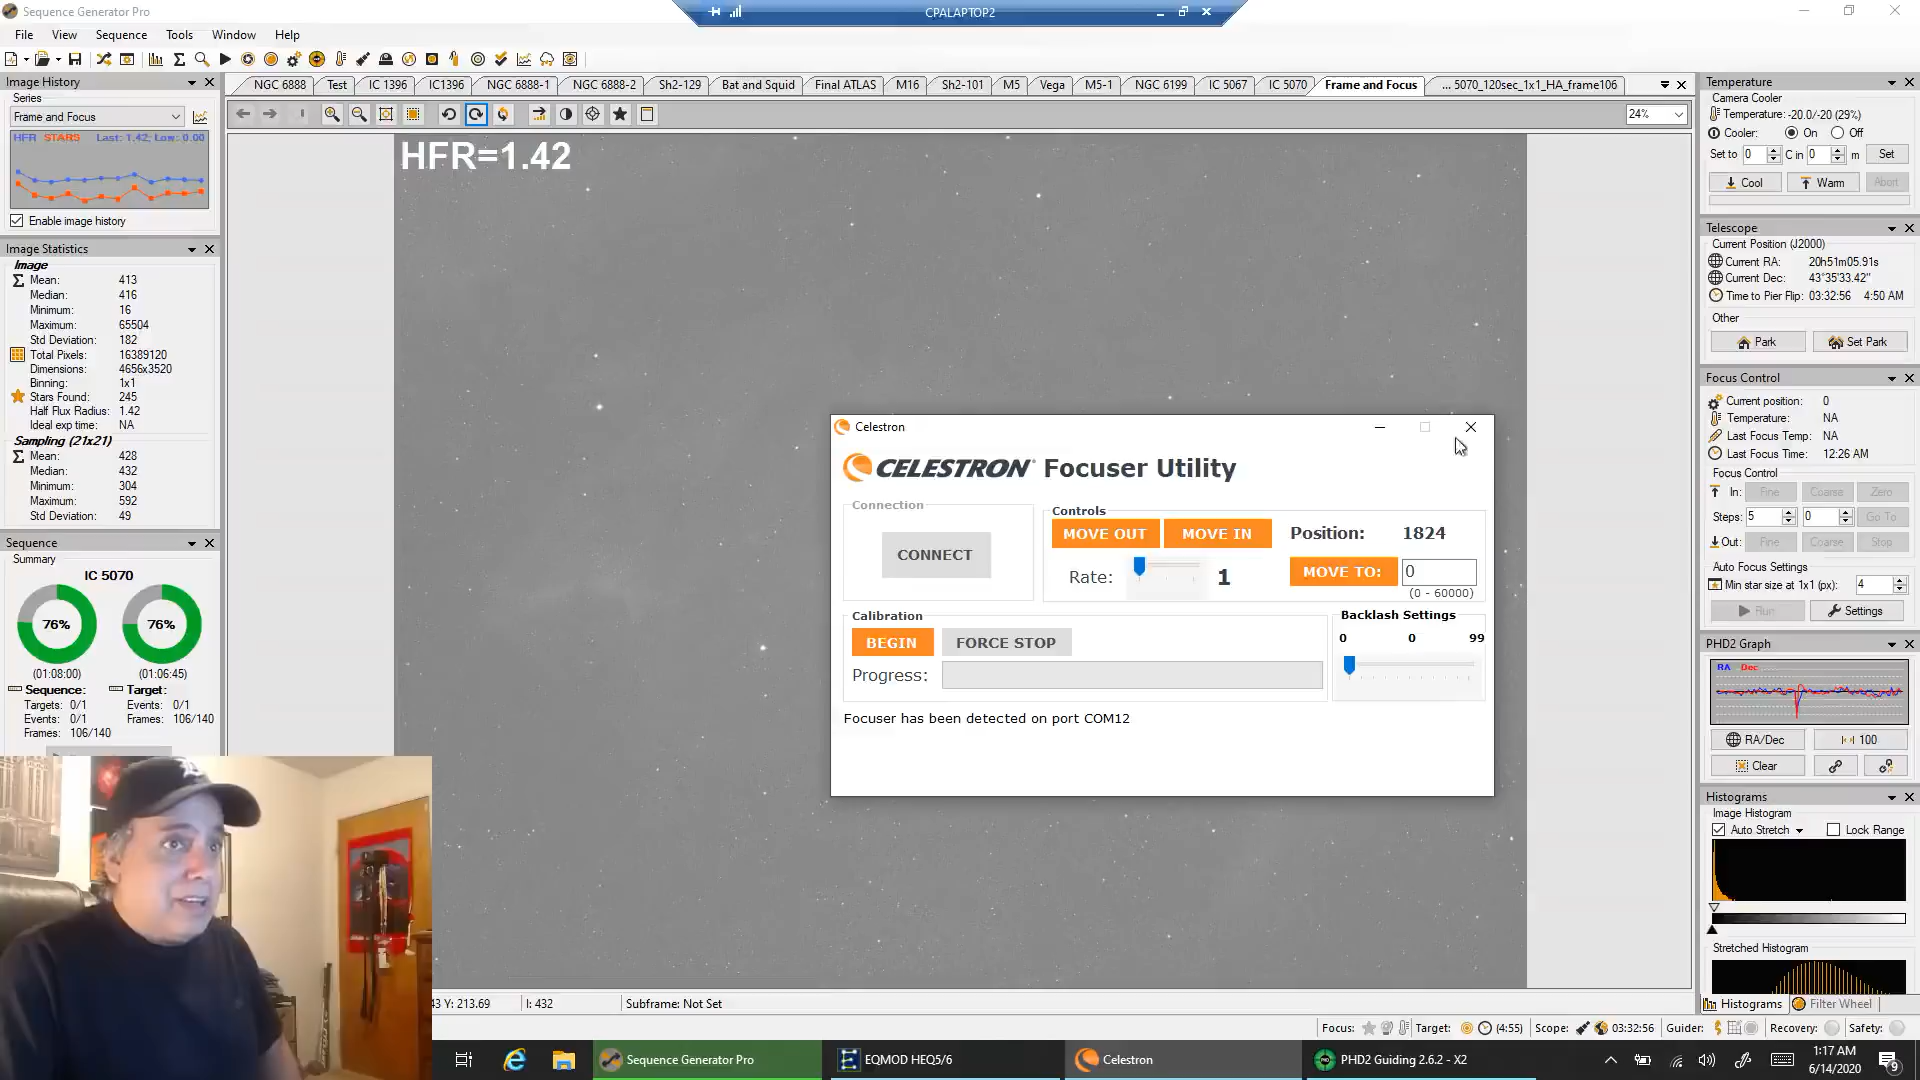 Sequence Generator Pro
CPALAPTOP2
File View Sequence Tools Window Help
Image History
Series
Frame and Focus
HFR STARS Last: 1.42; Low: 0.00
Enable image history
Image Statistics
Image
Mean: 413
Median: 416
Minimum: 16
Maximum: 65504
Std Deviation: 182
Total Pixels: 16389120
Dimensions: 4656x3520
Binning: 1x1
Stars Found: 245
Half Flux Radius: 1.42
Ideal exp time: NA
Sampling (21x21)
Mean: 428
Median: 432
Minimum: 304
Maximum: 592
Std Deviation: 49
Sequence
Summary
IC 5070
76% 76%
(01:08:00) (01:06:45)
Sequence: Target:
Targets: 0/1 Events: 0/1
Events: 0/1 Frames: 106/140
Frames: 106/140
NGC 6888 Test IC 1396 IC1396 NGC 6888-1 NGC 6888-2 Sh2-129 Bat and Squid Final ATLAS M16 Sh2-101 M5 Vega M5-1 NGC 6199 IC 5067 IC 5070 Frame and Focus ... 5070_120sec_1x1_HA_frame106
24%
HFR=1.42
Celestron
CELESTRON Focuser Utility
Connection
CONNECT
Controls
MOVE OUT MOVE IN Position: 1824
Rate: 1 MOVE TO: 0
(0 - 60000)
Calibration
BEGIN FORCE STOP
Progress:
Backlash Settings
0 0 99
Focuser has been detected on port COM12
43 Y: 213.69 I: 432 Subframe: Not Set
Temperature
Camera Cooler
Temperature: -20.0/-20 (29%)
Cooler: On Off
Set to 0 C in 0 m Set
Cool Warm Abort
Telescope
Current Position (J2000)
Current RA: 20h51m05.91s
Current Dec: 43°35'33.42"
Time to Pier Flip: 03:32:56 4:50 AM
Other
Park Set Park
Focus Control
Current position: 0
Temperature: NA
Last Focus Temp: NA
Last Focus Time: 12:26 AM
Focus Control
In: Fine Coarse Zero
Steps: 5 0 Go To
Out: Fine Coarse Stop
Auto Focus Settings
Min star size at 1x1 (px): 4
Run Settings
PHD2 Graph
RA Dec
RA/Dec 100
Clear
Histograms
Image Histogram
Auto Stretch Lock Range
Stretched Histogram
Histograms Filter Wheel
Focus: Target: (4:55) Scope: 03:32:56 Guider: Recovery: Safety:
Sequence Generator Pro EQMOD HEQ5/6 Celestron PHD2 Guiding 2.6.2 - X2
1:17 AM
6/14/2020
9